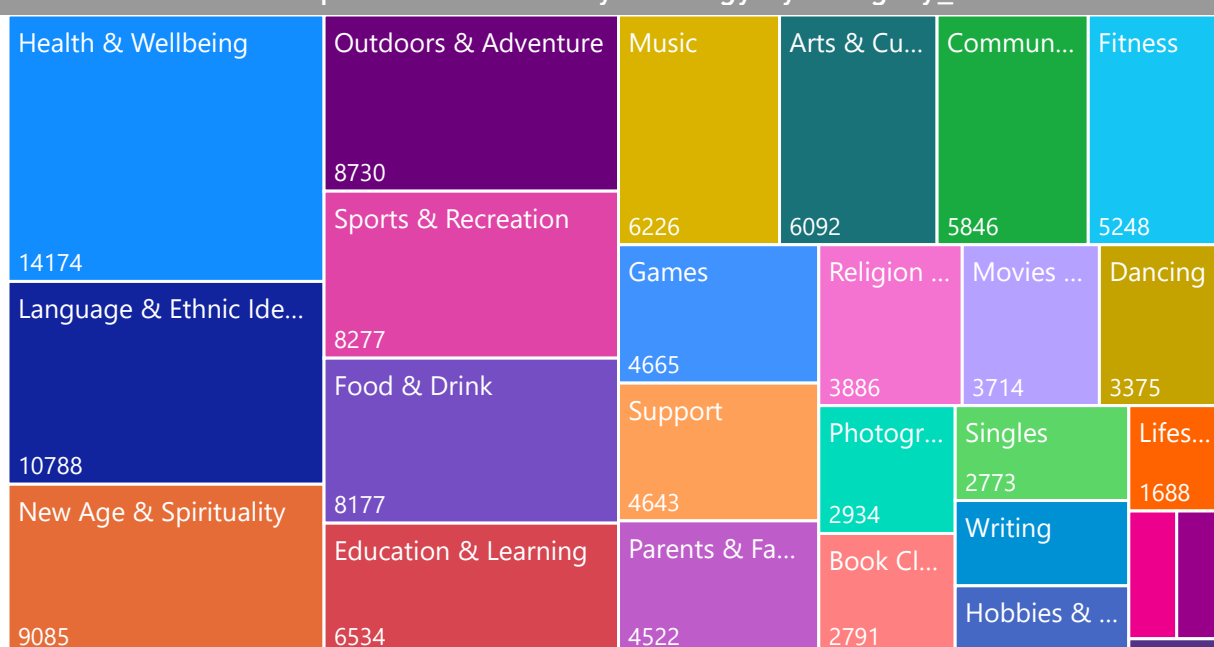 Health & Wellbeing
14174
Language & Ethnic Ide...
10788
New Age & Spirituality
9085
Outdoors & Adventure
8730
Sports & Recreation
8277
Food & Drink
8177
Education & Learning
6534
Music
6226
Arts & Cu...
6092
Commun...
5846
Fitness
5248
Games
4665
Support
4643
Parents & Fa...
4522
Religion ...
3886
Movies ...
3714
Dancing
3375
Photogr...
2934
Book Cl...
2791
Singles
2773
Writing
Hobbies & ...
Lifes...
1688